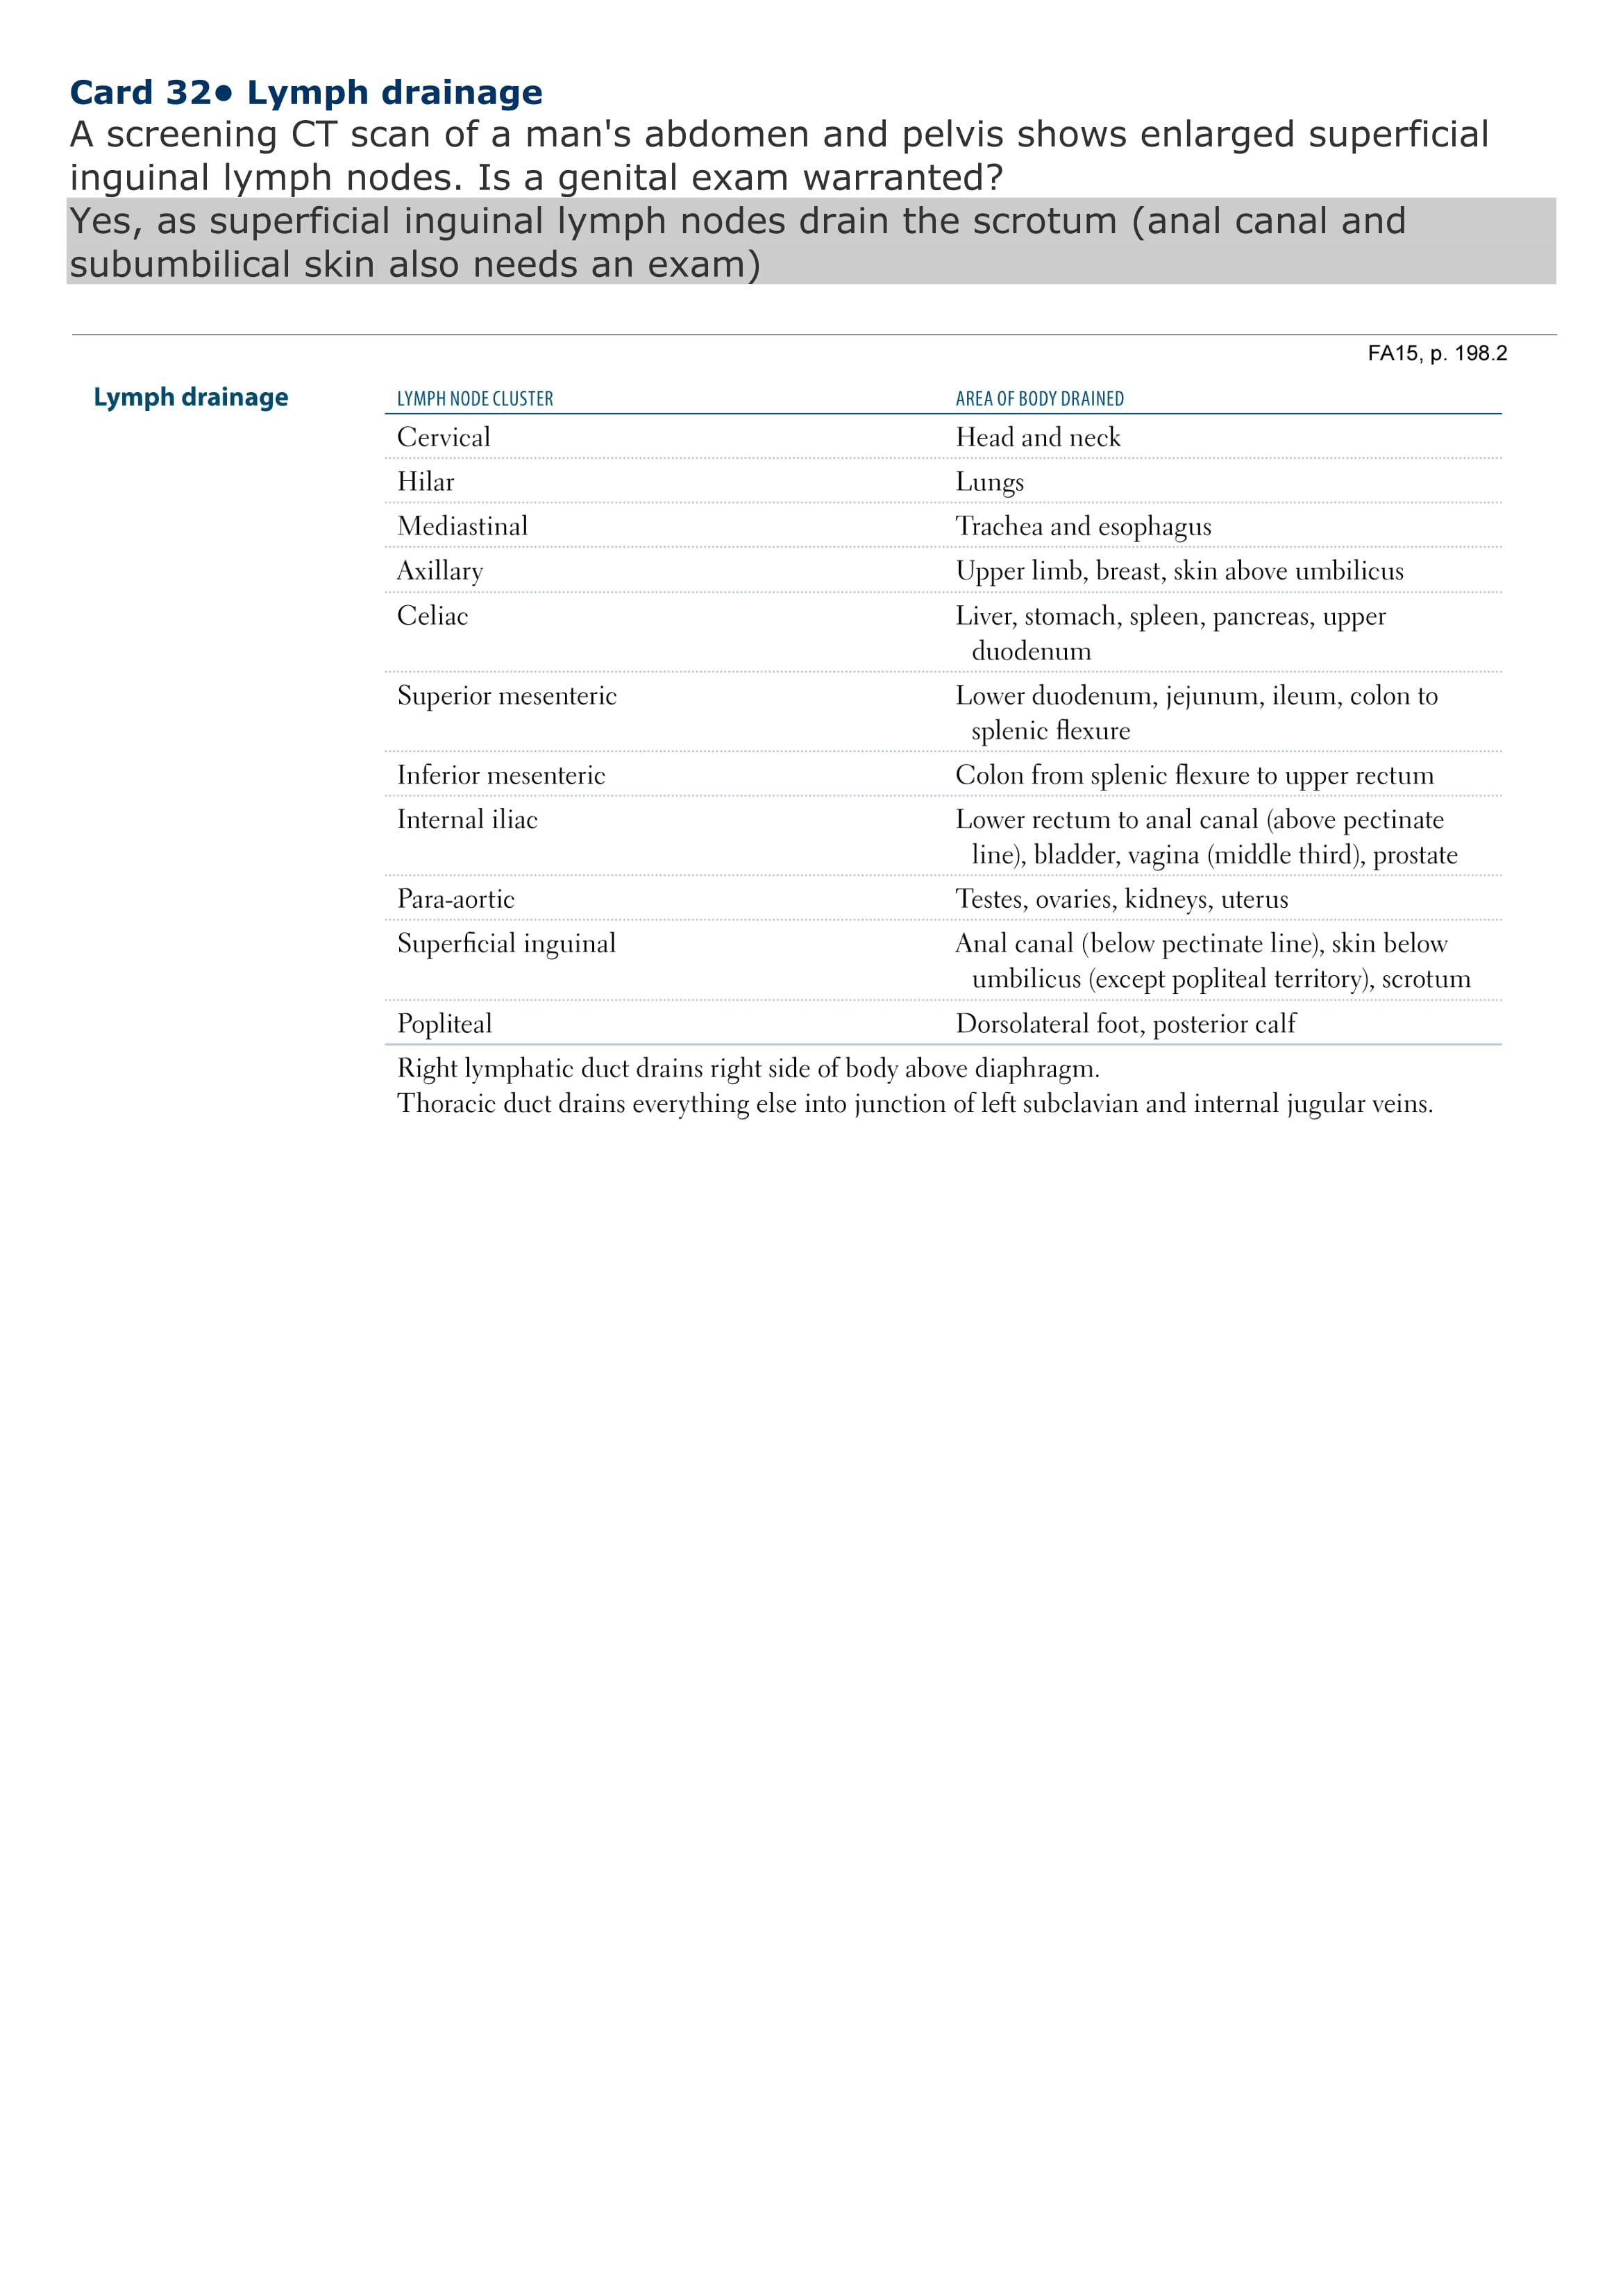 Card 32● Lymph drainage
A screening CT scan of a man's abdomen and pelvis shows enlarged superficial
inguinal lymph nodes. Is a genital exam warranted?
Yes, as superficial inguinal lymph nodes drain the scrotum (anal canal and
subumbilical skin also needs an exam)
FA15, p. 198.2
Lymph drainage LYMPH NODE CLUSTER AREA OF BODY DRAINED
Cervical Head and neck
Hilar Lungs
Mediastinal Trachea and esophagus
Axillary Upper limb, breast, skin above umbilicus
Celiac Liver, stomach, spleen, pancreas, upper
duodenum
Superior mesenteric Lower duodenum, jejunum, ileum, colon to
splenic flexure
Inferior mesenteric Colon from splenic flexure to upper rectum
Internal iliac Lower rectum to anal canal (above pectinate
line), bladder, vagina (middle third), prostate
Para-aortic Testes, ovaries, kidneys, uterus
Superficial inguinal Anal canal (below pectinate line), skin below
umbilicus (except popliteal territory), scrotum
Popliteal Dorsolateral foot, posterior calf
Right lymphatic duct drains right side of body above diaphragm.
Thoracic duct drains everything else into junction of left subclavian and internal jugular veins.